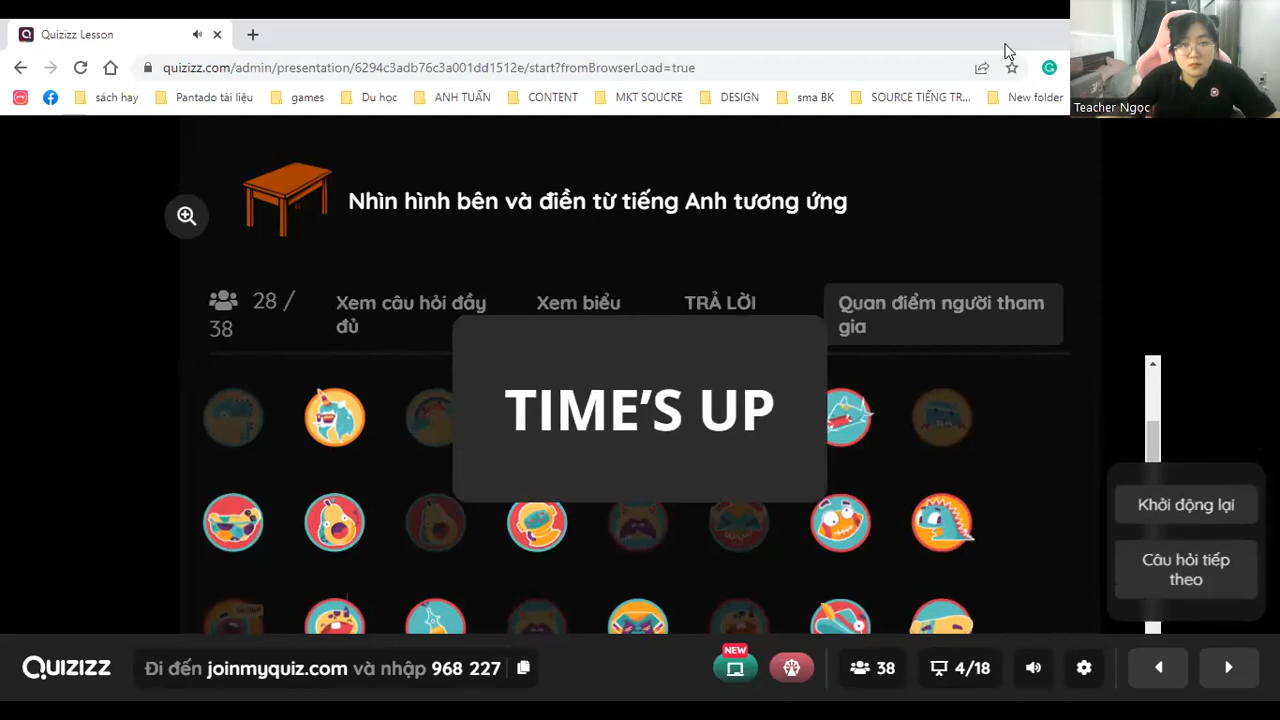 Quizizz Lesson
quizizz.com/admin/presentation/6294c3adb76c3a001dd1512e/start?fromBrowserLoad=true
sách hay Pantado tài liệu games Du học ANH TUẤN CONTENT MKT SOUCRE DESIGN sma BK SOURCE TIẾNG TR... New folder
Teacher Ngọc
Nhìn hình bên và điền từ tiếng Anh tương ứng
28 /
38
Xem câu hỏi đầy
đủ
Xem biểu
TRẢ LỜI
Quan điểm người tham
gia
TIME'S UP
Khởi động lại
Câu hỏi tiếp
theo
QUIZIZZ Đi đến joinmyquiz.com và nhập 968 227
NEW
38 4/18